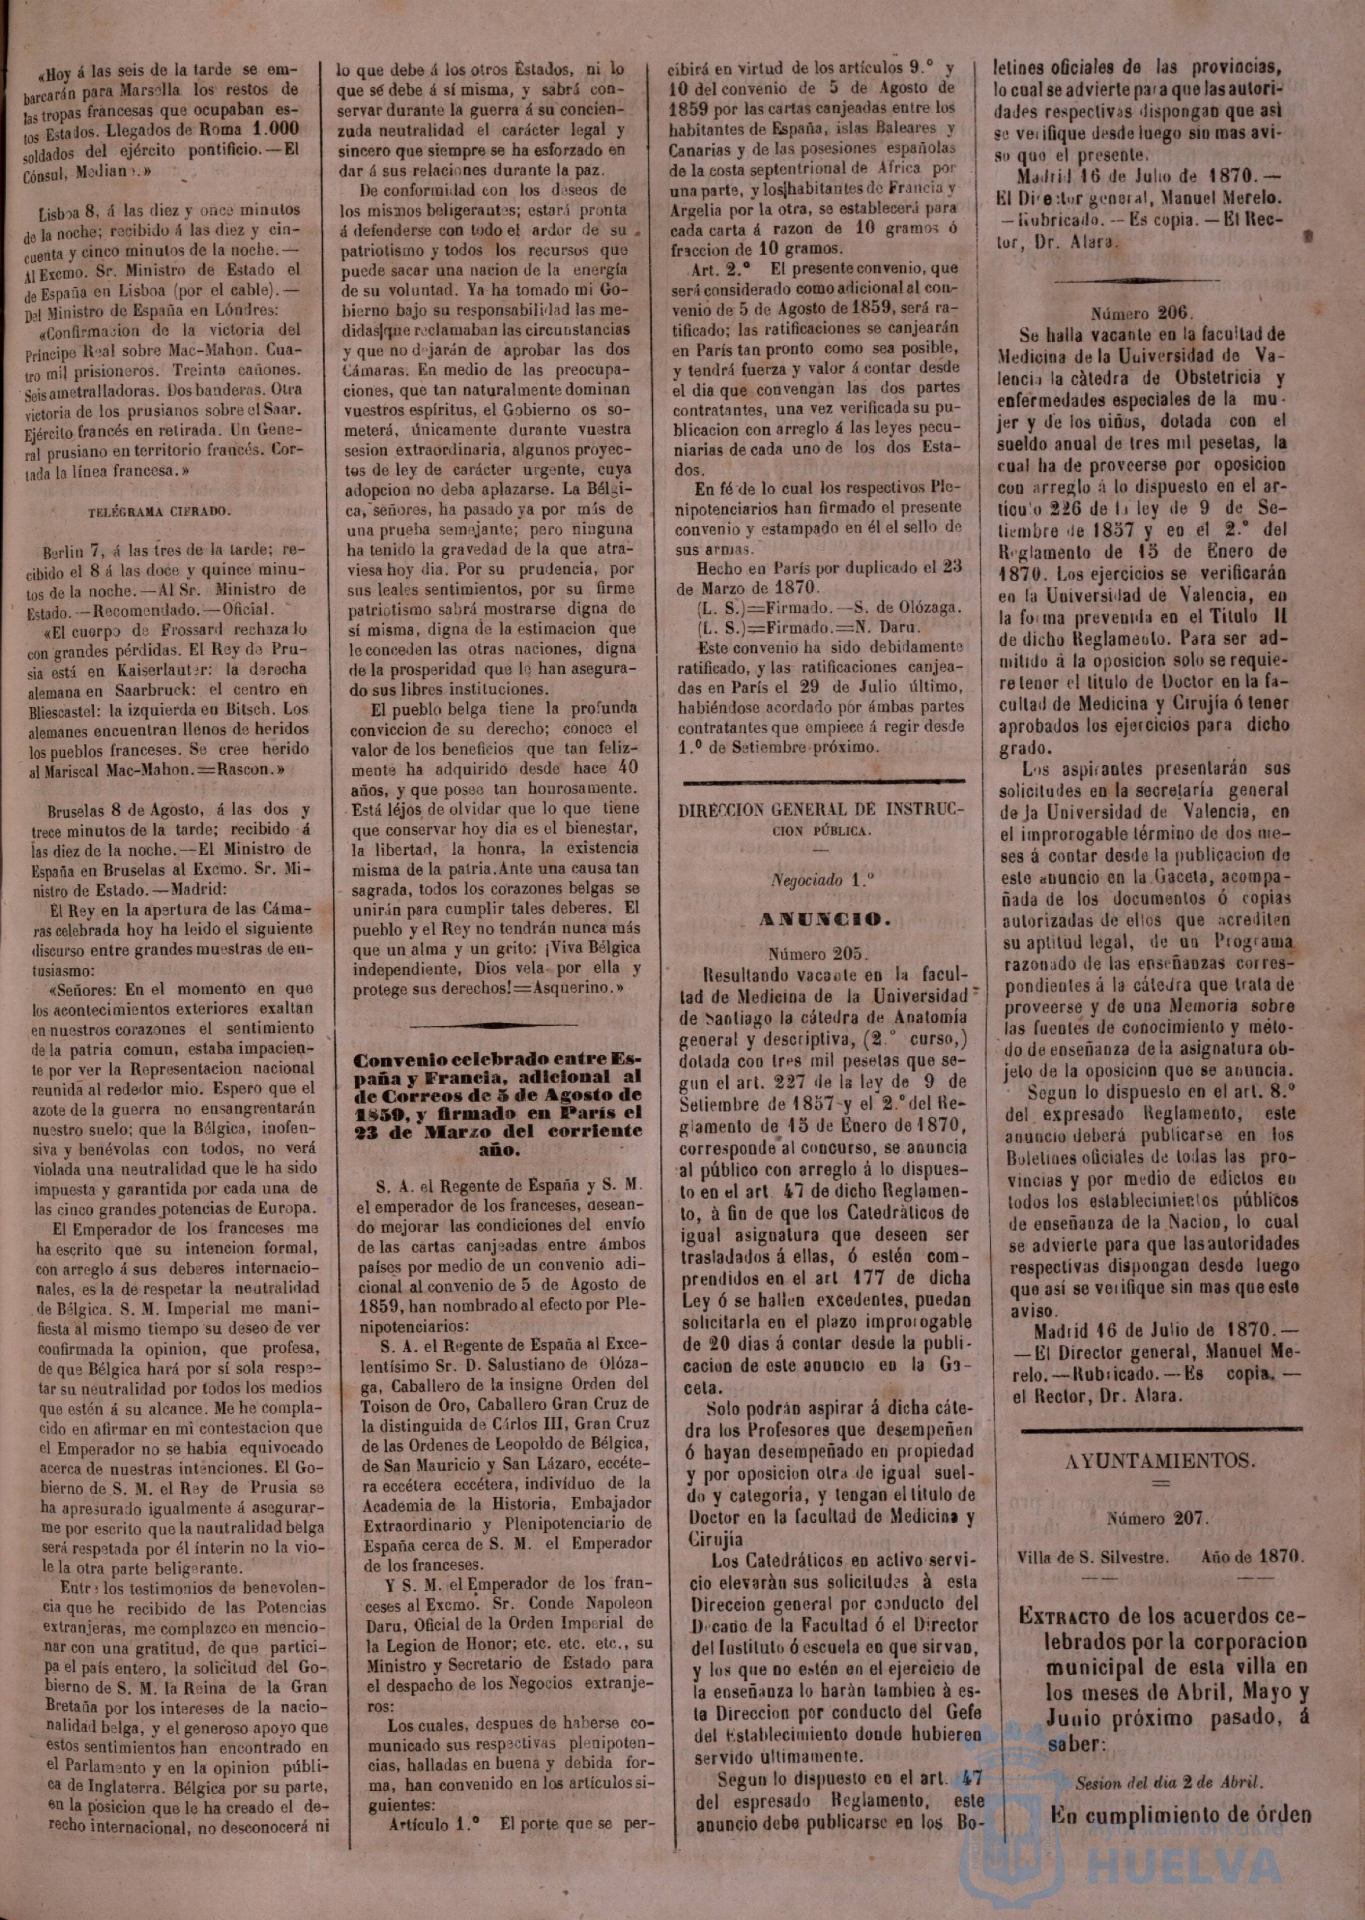 «Hoy á las seis de la tarde se em-
barcarán para Marsella los restos de
las tropas francesas que ocupaban es-
tos Estados. Llegados de Roma 1.000
soldados del ejército pontificio.—El
Cónsul, Median.»
Lisboa 8, á las diez y once minutos
de la noche; recibido á las diez y cin-
cuenta y cinco minutos de la noche.—
Al Excmo. Sr. Ministro de Estado el
de España en Lisboa (por el cable).—
Del Ministro de España en Lóndres:
«Confirmacion de la victoria del
Príncipe Real sobre Mac-Mahon. Cua-
tro mil prisioneros. Treinta cañones.
Seis ametralladoras. Dos banderas. Otra
victoria de los prusianos sobre el Saar.
Ejército francés en retirada. Un Gene-
ral prusiano en territorio francés. Cor-
tada la línea francesa.»
TELÉGRAMA CIFRADO.
Berlin 7, á las tres de la tarde; re-
cibido el 8 á las doce y quince minu-
tos de la noche.—Al Sr. Ministro de
Estado.—Recomendado.—Oficial.
«El cuerpo de Frossard rechazado
con grandes pérdidas. El Rey de Pru-
sia está en Kaiserlauter: la derecha
alemana en Saarbruck: el centro en
Bliescastel: la izquierda en Bitsch. Los
alemanes encuentran llenos de heridos
los pueblos franceses. Se cree herido
al Mariscal Mac-Mahon.=Rascon.»
Bruselas 8 de Agosto, á las dos y
trece minutos de la tarde; recibido á
las diez de la noche.—El Ministro de
España en Bruselas al Excmo. Sr. Mi-
nistro de Estado.—Madrid:
El Rey en la apertura de las Cáma-
ras celebrada hoy ha leido el siguiente
discurso entre grandes muestras de en-
tusiasmo:
«Señores: En el momento en que
los acontecimientos exteriores exaltan
en nuestros corazones el sentimiento
de la patria comun, estaba impacien-
te por ver la Representacion nacional
reunida al rededor mio. Espero que el
azote de la guerra no ensangrentarán
nuestro suelo; que la Bélgica, inofen-
siva y benévolas con todos, no verá
violada una neutralidad que le ha sido
impuesta y garantida por cada una de
las cinco grandes potencias de Europa.
El Emperador de los franceses me
ha escrito que su intencion formal,
con arreglo á sus deberes internacio-
nales, es la de respetar la neutralidad
de Bélgica. S. M. Imperial me mani-
fiesta al mismo tiempo su deseo de ver
confirmada la opinion, que profesa,
de que Bélgica hará por sí sola respe-
tar su neutralidad por todos los medios
que estén á su alcance. Me he compla-
cido en afirmar en mi contestacion que
el Emperador no se habia equivocado
acerca de nuestras intenciones. El Go-
bierno de S. M. el Rey de Prusia se
ha apresurado igualmente á asegurar-
me por escrito que la nautralidad belga
será respetada por él ínterin no la vio-
le la otra parte beligerante.
Entre los testimonios de benevolen-
cia que he recibido de las Potencias
extranjeras, me complazco en mencio-
nar con una gratitud, de que partici-
pa el país entero, la solicitud del Go-
bierno de S. M. la Reina de la Gran
Bretaña por los intereses de la nacio-
nalidad belga, y el generoso apoyo que
estos sentimientos han encontrado en
el Parlamento y en la opinion públi-
ca de Inglaterra. Bélgica por su parte,
en la posicion que le ha creado el de-
recho internacional, no desconocerá ni
lo que debe á los otros Estados, ni lo
que sé debe á sí misma, y sabrá con-
servar durante la guerra á su concien-
zuda neutralidad el carácter legal y
sincero que siempre se ha esforzado en
dar á sus relaciones durante la paz.
De conformidad con los deseos de
los mismos beligerantes; estará pronta
á defenderse con todo el ardor de su
patriotismo y todos los recursos que
puede sacar una nacion de la energía
de su voluntad. Ya ha tomado mi Go-
bierno bajo su responsabilidad las me-
didas que reclamaban las circunstancias
y que no dejarán de aprobar las dos
Cámaras. En medio de las preocupa-
ciones, que tan naturalmente dominan
vuestros espíritus, el Gobierno os so-
meterá, únicamente durante vuestra
sesion extraordinaria, algunos proyec-
tes de ley de carácter urgente, cuya
adopcion no deba aplazarse. La Bélgi-
ca, señores, ha pasado ya por más de
una prueba semejante; pero ninguna
ha tenido la gravedad de la que atra-
viesa hoy dia. Por su prudencia, por
sus leales sentimientos, por su firme
patriotismo sabrá mostrarse digna de
sí misma, digna de la estimacion que
le conceden las otras naciones, digna
de la prosperidad que le han asegura-
do sus libres instituciones.
El pueblo belga tiene la profunda
conviccion de su derecho; conoce el
valor de los beneficios que tan feliz-
mente ha adquirido desde hace 40
años, y que posee tan honrosamente.
Está léjos de olvidar que lo que tiene
que conservar hoy dia es el bienestar,
la libertad, la honra, la existencia
misma de la patria. Ante una causa tan
sagrada, todos los corazones belgas se
unirán para cumplir tales deberes. El
pueblo y el Rey no tendrán nunca más
que un alma y un grito: ¡Viva Bélgica
independiente, Dios vela por ella y
protege sus derechos!=Asquerino.»
Convenio celebrado entre Es-
paña y Francia, adicional al
de Correos de 5 de Agosto de
1859, y firmado en París el
23 de Marzo del corriente
año.
S. A. el Regente de España y S. M.
el emperador de los franceses, desean-
do mejorar las condiciones del envío
de las cartas canjeadas entre ámbos
países por medio de un convenio adi-
cional al convenio de 5 de Agosto de
1859, han nombrado al efecto por Ple-
nipotenciarios:
S. A. el Regente de España al Exce-
lentísimo Sr. D. Salustiano de Olóza-
ga, Caballero de la insigne Orden del
Toison de Oro, Caballero Gran Cruz de
la distinguida de Cárlos III, Gran Cruz
de las Ordenes de Leopoldo de Bélgica,
de San Mauricio y San Lázaro, eccéte-
ra eccétera eccétera, indivíduo de la
Academia de la Historia, Embajador
Extraordinario y Plenipotenciario de
España cerca de S. M. el Emperador
de los franceses.
Y S. M. el Emperador de los fran-
ceses al Excmo. Sr. Conde Napoleon
Daru, Oficial de la Orden Imperial de
la Legion de Honor; etc. etc. etc., su
Ministro y Secretario de Estado para
el despacho de los Negocios extranje-
ros:
Los cuales, despues de haberse co-
municado sus respectivas plenipoten-
cias, halladas en buena y debida for-
ma, han convenido en los artículos si-
guientes:
Artículo 1.º El porte que se per-
cibirá en virtud de los artículos 9.º y
10 del convenio de 5 de Agosto de
1859 por las cartas canjeadas entre los
habitantes de España, islas Baleares y
Canarias y de las posesiones españolas
de la costa septentrional de Africa por
una parte, y los habitantes de Francia y
Argelia por la otra, se establecerá para
cada carta á razon de 10 gramos ó
fraccion de 10 gramos.
Art. 2.º El presente convenio, que
será considerado como adicional al con-
venio de 5 de Agosto de 1859, será ra-
tificado; las ratificaciones se canjearán
en París tan pronto como sea posible,
y tendrá fuerza y valor á contar desde
el dia que convengan las dos partes
contratantes, una vez verificada su pu-
blicacion con arreglo á las leyes pecu-
niarias de cada uno de los dos Esta-
dos.
En fé de lo cual los respectivos Ple-
nipotenciarios han firmado el presente
convenio y estampado en él el sello de
sus armas.
Hecho en París por duplicado el 23
de Marzo de 1870.
(L. S.)=Firmado.—S. de Olózaga.
(L. S.)=Firmado.=N. Daru.
Este convenio ha sido debidamente
ratificado, y las ratificaciones canjea-
das en París el 29 de Julio último,
habiéndose acordado por ámbas partes
contratantes que empiece á regir desde
1.º de Setiembre próximo.
DIRECCION GENERAL DE INSTRUC-
CION PÚBLICA.
Negociado 1.º
ANUNCIO.
Número 205.
Resultando vacante en la facul-
tad de Medicina de la Universidad
de Santiago la cátedra de Anatomía
general y descriptiva, (2.º curso,)
dotada con tres mil pesetas que se-
gun el art. 227 de la ley de 9 de
Setiembre de 1857 y el 2.º del Re-
glamento de 15 de Enero de 1870,
corresponde al concurso, se anuncia
al público con arreglo á lo dispues-
to en el art. 47 de dicho Reglamen-
to, à fin de que los Catedràticos de
igual asignatura que deseen ser
trasladados á ellas, ó estén com-
prendidos en el art 177 de dicha
Ley ó se hallen excedentes, puedan
solicitarla en el plazo improrogable
de 20 dias á contar desde la publi-
cacion de este anuncio en la Ga-
ceta.
Solo podrán aspirar á dicha cáte-
dra los Profesores que desempeñen
ó hayan desempeñado en propiedad
y por oposicion otra de igual suel-
do y categoría, y tengan el titulo de
Doctor en la facultad de Medicina y
Cirujía
Los Catedráticos en activo servi-
cio elevaràn sus solicitudes à esta
Direccion general por conducto del
Decano de la Facultad ó el Director
del Instituto ó escuela en que sirvan,
y los que no estén en el ejercicio de
la enseñanza lo haràn tambien à es-
ta Direccion por conducto del Gefe
del Establecimiento donde hubieren
servido ultimamente.
Segun lo dispuesto en el art. 47
del espresado Reglamento, este
anuncio debe publicarse en los Bo-
letines oficiales de las provincias,
lo cual se advierte para que las autori-
dades respectivas dispongan que asi
se verifique desde luego sin mas avi-
so que el presente.
Madrid 16 de Julio de 1870.—
El Director general, Manuel Merelo.
—Rubricado.—Es copia.—El Rec-
tor, Dr. Alara.
Número 206.
Se halla vacante en la facultad de
Medicina de la Universidad de Va-
lencia la càtedra de Obstetricia y
enfermedades especiales de la mu-
jer y de los niños, dotada con el
sueldo anual de tres mil pesetas, la
cual ha de proveerse por oposicion
con arreglo á lo dispuesto en el ar-
tículo 226 de la ley de 9 de Se-
tiembre de 1857 y en el 2.º del
Reglamento de 15 de Enero de
1870. Los ejercicios se verificarán
en la Universidad de Valencia, en
la forma prevenida en el Titulo II
de dicho Reglamento. Para ser ad-
mitido à la oposicion solo se requie-
re tener el titulo de Doctor en la fa-
cultad de Medicina y Cirujía ó tener
aprobados los ejercicios para dicho
grado.
Los aspirantes presentarán sus
solicitudes en la secretaría general
de la Universidad de Valencia, en
el improrogable término de dos me-
ses á contar desde la publicacion de
este anuncio en la Gaceta, acompa-
ñada de los documentos ó copias
autorizadas de ellos que acrediten
su aptitud legal, de un Programa
razonado de las enseñanzas corres-
pondientes á la cátedra que trata de
proveerse y de una Memoria sobre
las fuentes de conocimiento y méto-
do de enseñanza de la asignatura ob-
jeto de la oposicion que se anuncia.
Segun lo dispuesto en el art. 8.º
del expresado Reglamento, este
anuncio deberá publicarse en los
Boletines oficiales de todas las pro-
vincias y por medio de edictos en
todos los establecimientos públicos
de enseñanza de la Nacion, lo cual
se advierte para que las autoridades
respectivas dispongan desde luego
que así se verifique sin mas que este
aviso.
Madrid 16 de Julio de 1870.—
—El Director general, Manuel Me-
relo.—Rubricado.—Es copia.—
el Rector, Dr. Alara.
AYUNTAMIENTOS.
Número 207.
Villa de S. Silvestre. Año de 1870.
EXTRACTO de los acuerdos ce-
lebrados por la corporacion
municipal de esta villa en
los meses de Abril, Mayo y
Junio próximo pasado, á
saber:
Sesion del dia 2 de Abril.
En cumplimiento de órden
HUELVA